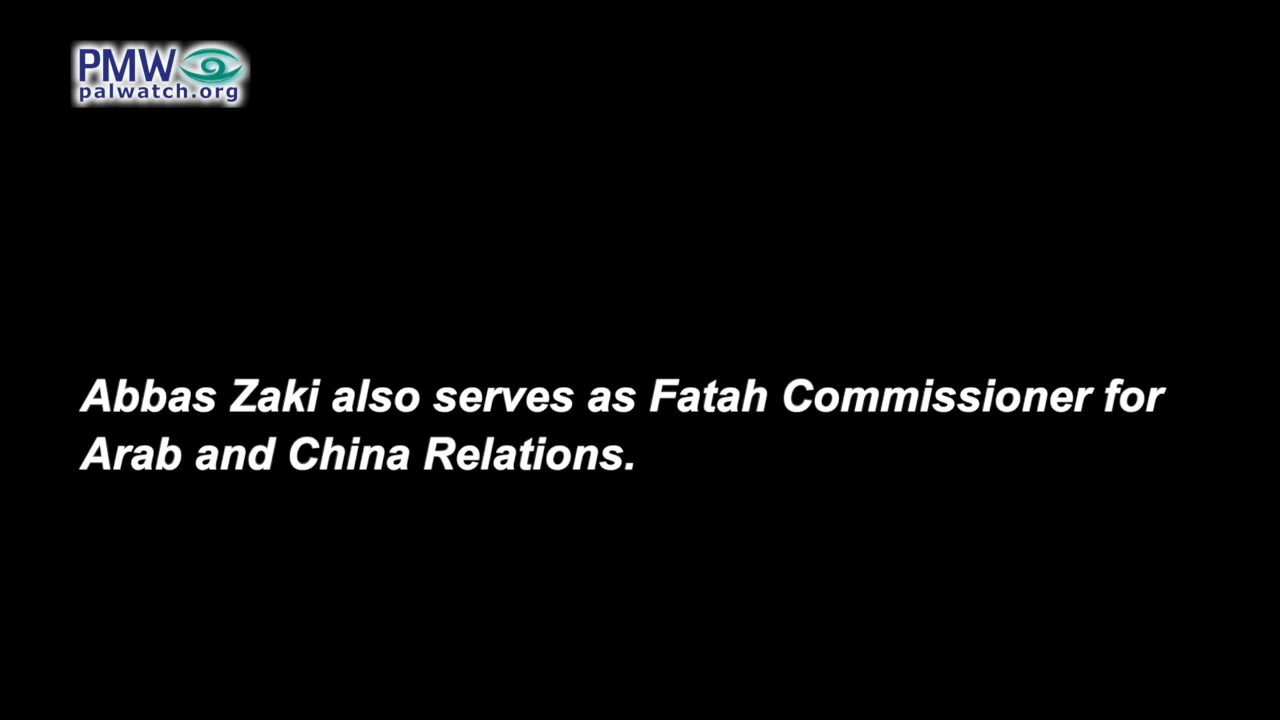 PMW
palwatch.org
Abbas Zaki also serves as Fatah Commissioner for
Arab and China Relations.